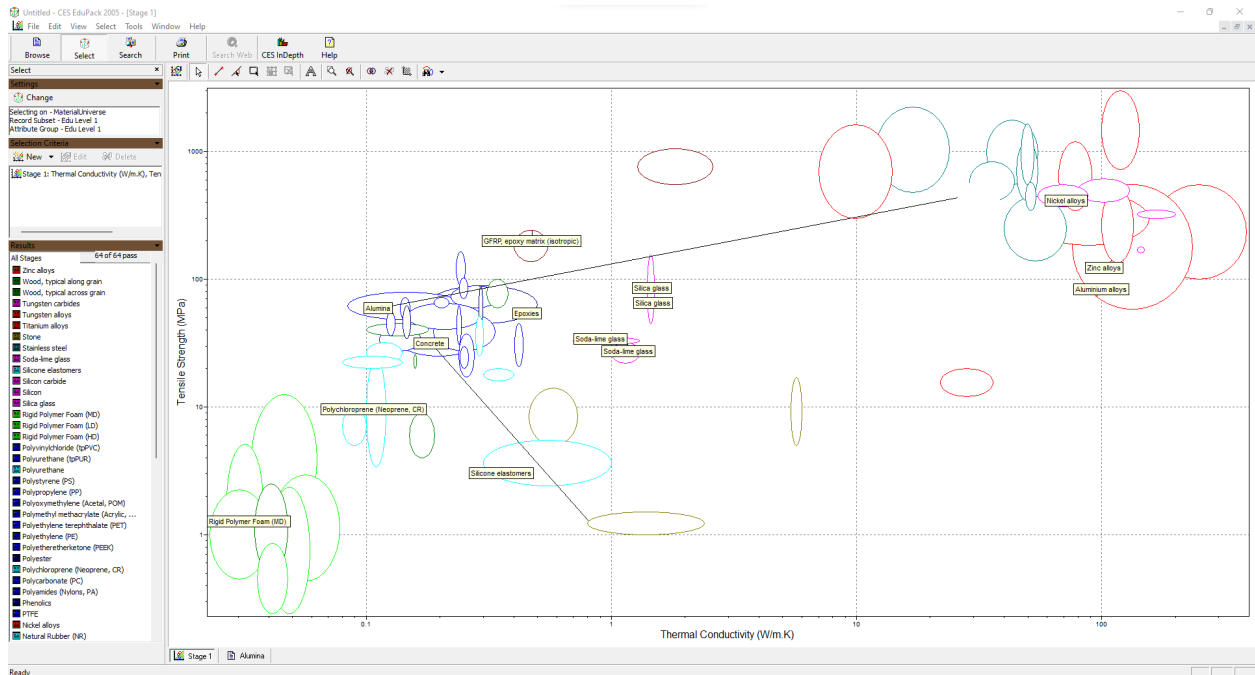 Untitled - CES EduPack 2005 - [Stage 1]
File Edit View Select Tools Window Help
Browse Select Search Print Search Web CES InDepth Help
Select
Settings
Change
Selecting on - MaterialUniverse
Record Subset - Edu Level 1
Attribute Group - Edu Level 1
Selection Criteria
New Edit Delete
Stage 1: Thermal Conductivity (W/m.K), Ten
Results
All Stages 64 of 64 pass
Zinc alloys
Wood, typical along grain
Wood, typical across grain
Tungsten carbides
Tungsten alloys
Titanium alloys
Stone
Stainless steel
Soda-lime glass
Silicone elastomers
Silicon carbide
Silicon
Silica glass
Rigid Polymer Foam (MD)
Rigid Polymer Foam (LD)
Rigid Polymer Foam (HD)
Polyvinylchloride (tpPVC)
Polyurethane (tpPUR)
Polyurethane
Polystyrene (PS)
Polypropylene (PP)
Polyoxymethylene (Acetal, POM)
Polymethyl methacrylate (Acrylic, ...
Polyethylene terephthalate (PET)
Polyethylene (PE)
Polyetheretherketone (PEEK)
Polyester
Polychloroprene (Neoprene, CR)
Polycarbonate (PC)
Polyamides (Nylons, PA)
Phenolics
PTFE
Nickel alloys
Natural Rubber (NR)
Tensile Strength (MPa)
1000
100
10
1
GFRP, epoxy matrix (isotropic)
Nickel alloys
Zinc alloys
Aluminium alloys
Silica glass
Silica glass
Alumina
Epoxies
Concrete
Soda-lime glass
Soda-lime glass
Polychloroprene (Neoprene, CR)
Silicone elastomers
Rigid Polymer Foam (MD)
0.1 1 10 100
Thermal Conductivity (W/m.K)
Stage 1 Alumina
Ready